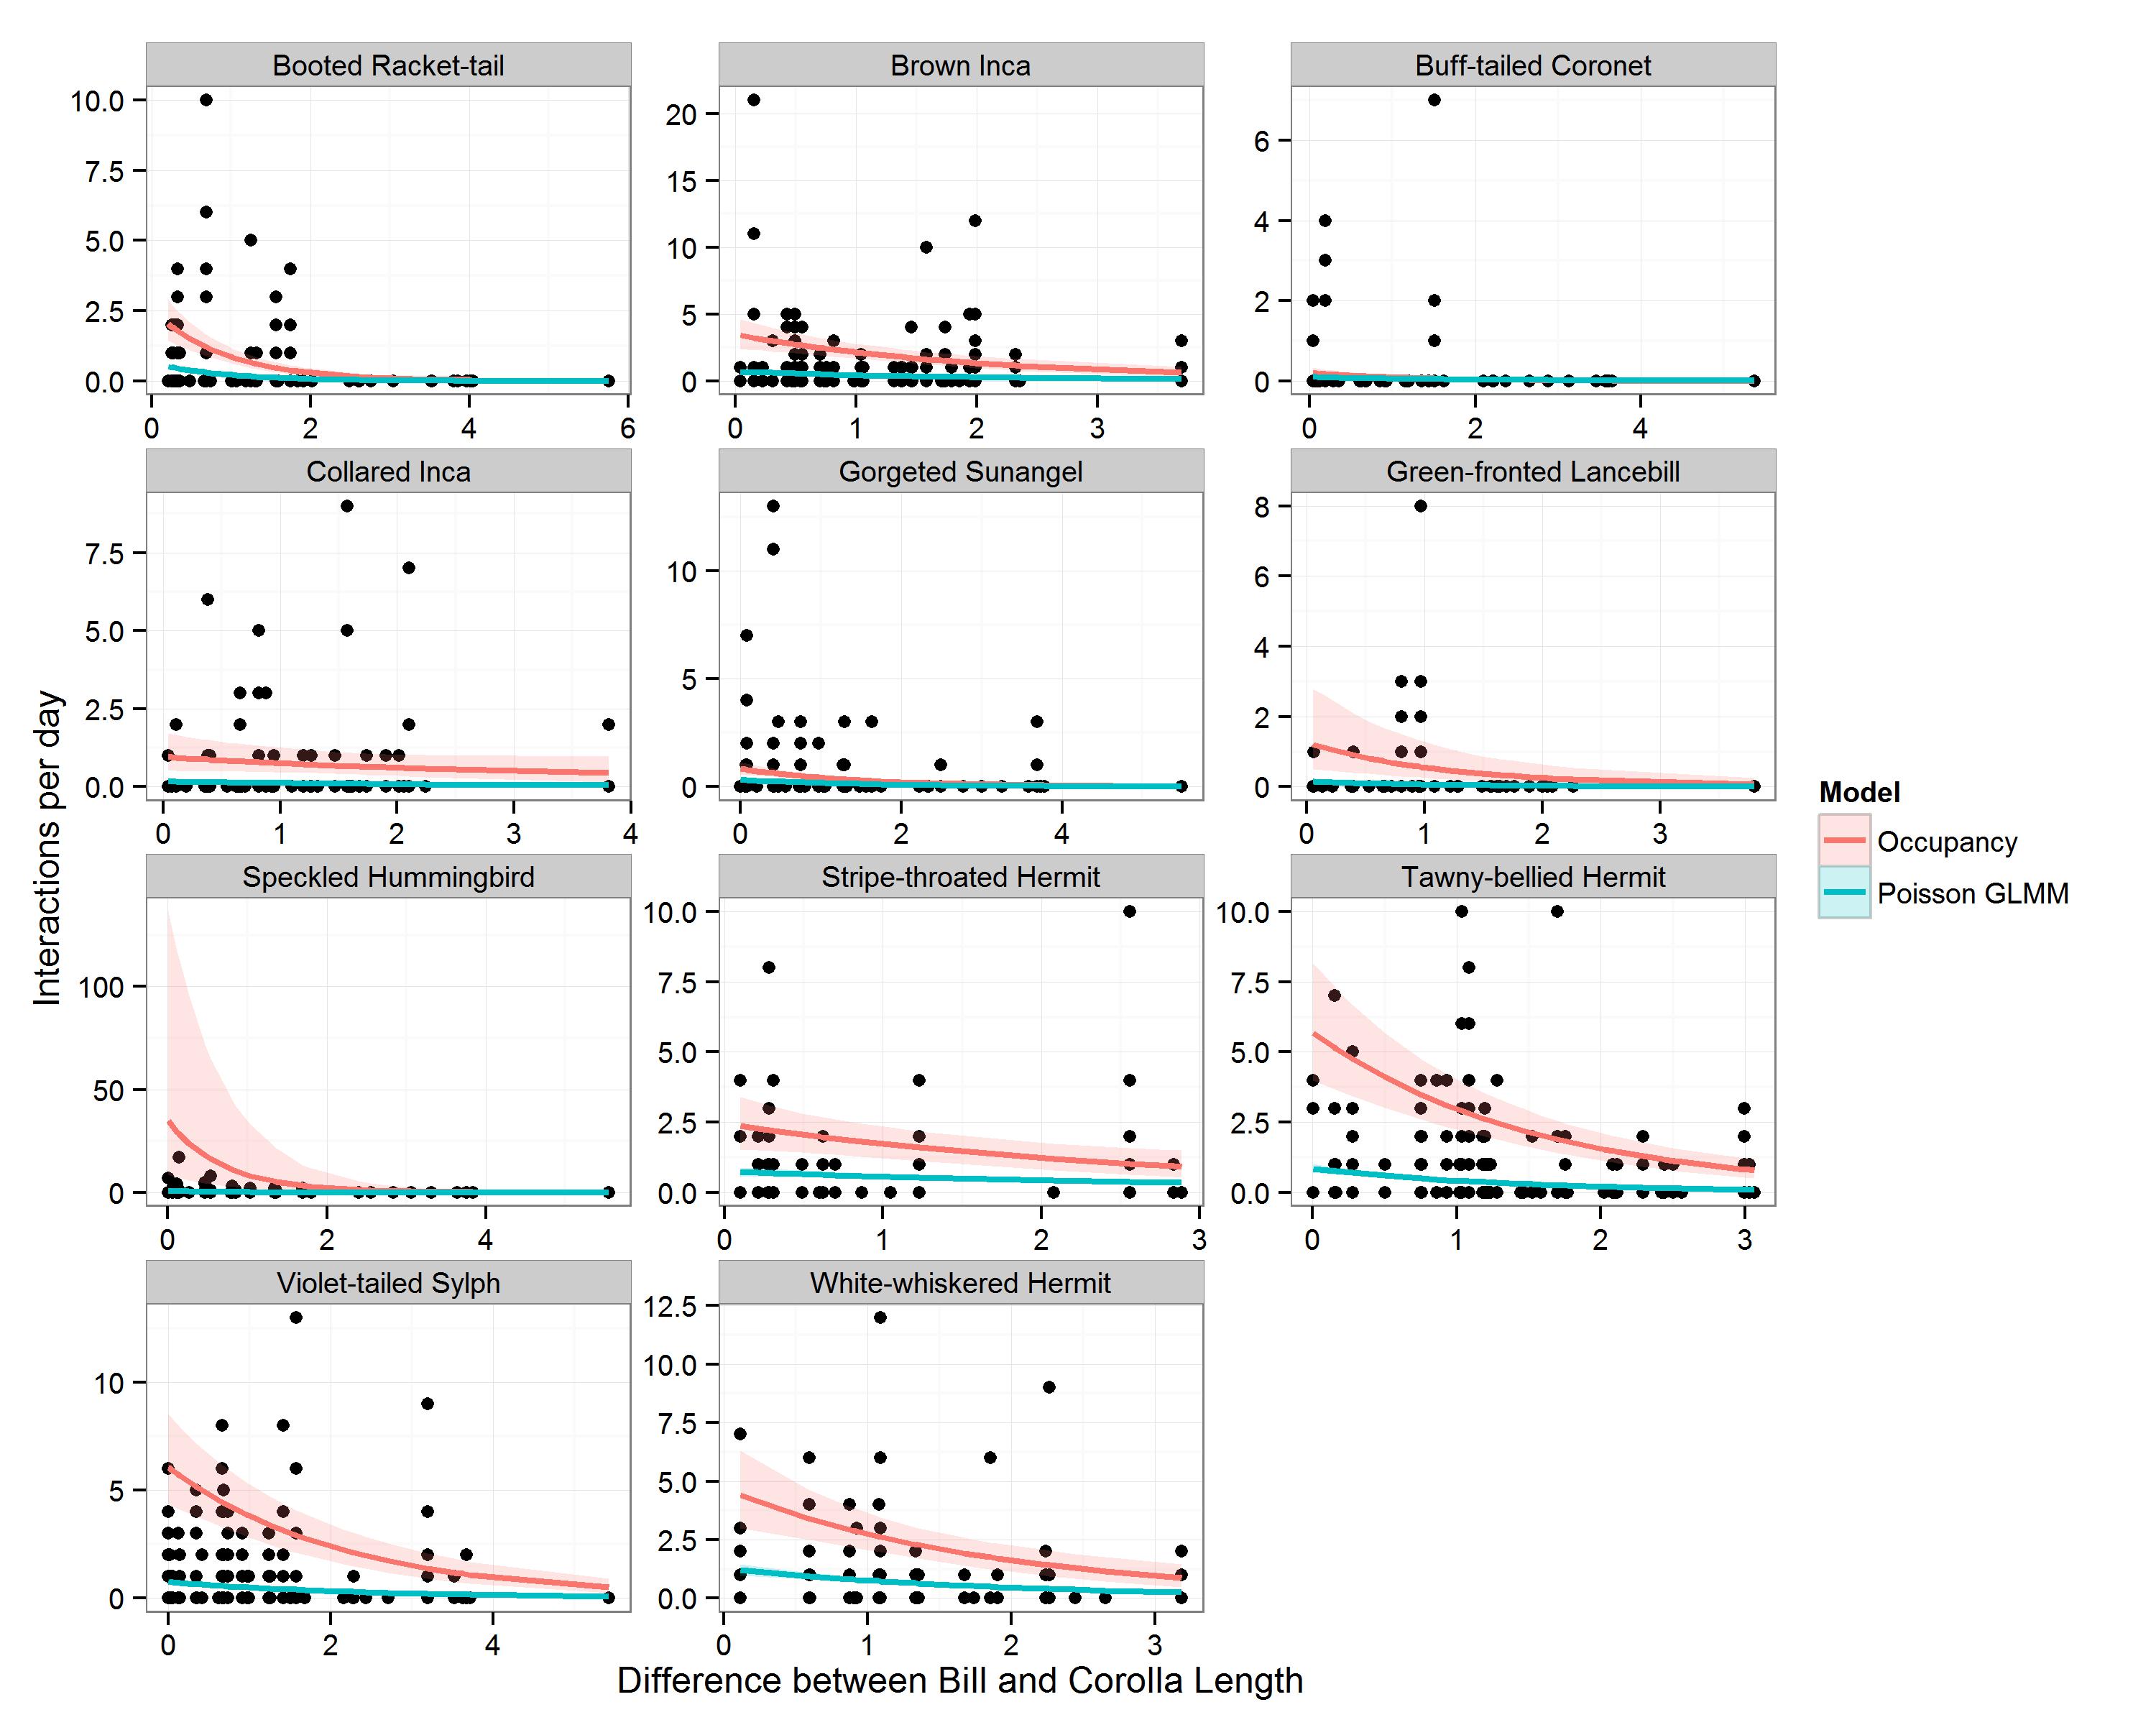 Booted Racket-tail Brown Inca Buff-tailed Coronet
10.0 7.5 5.0 2.5 0.0 20 15 10 5 0 6 4 2 0
0 2 4 6 0 1 2 3 0 2 4
Collared Inca Gorgeted Sunangel Green-fronted Lancebill
7.5 5.0 2.5 0.0 10 5 0 8 6 4 2 0
0 1 2 3 4 0 2 4 0 1 2 3
Interactions per day
Model
Occupancy
Poisson GLMM
Speckled Hummingbird Stripe-throated Hermit Tawny-bellied Hermit
100 50 0 10.0 7.5 5.0 2.5 0.0 10.0 7.5 5.0 2.5 0.0
0 2 4 0 1 2 3 0 1 2 3
Violet-tailed Sylph White-whiskered Hermit
10 5 0 12.5 10.0 7.5 5.0 2.5 0.0
0 2 4 0 1 2 3
Difference between Bill and Corolla Length